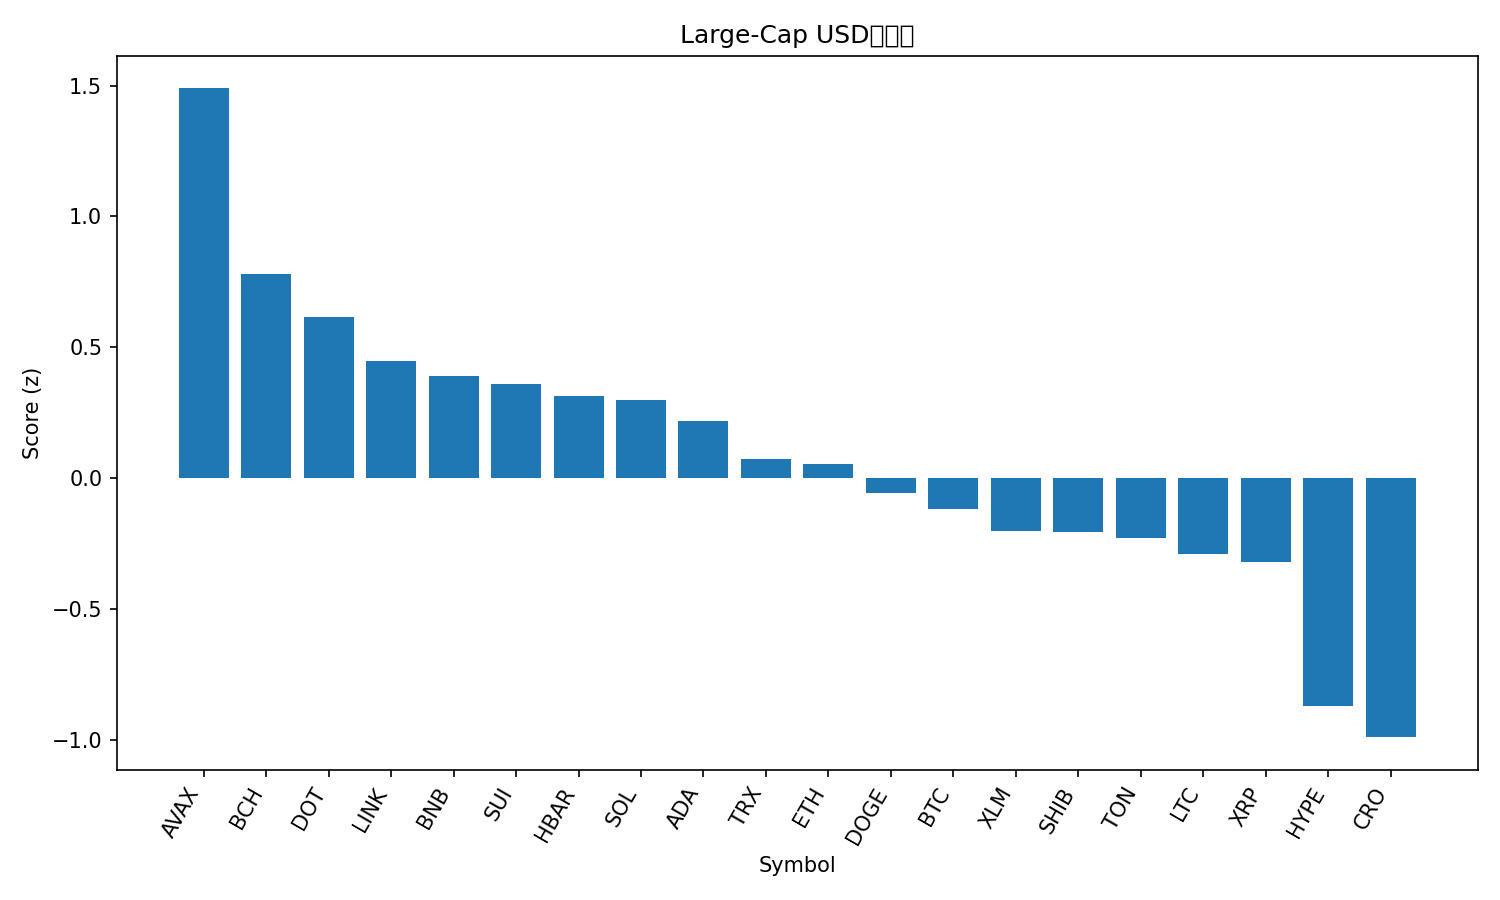 Large-Cap USD
Score (z)
1.5
1.0
0.5
0.0
−0.5
−1.0
AVAX
BCH
DOT
LINK
BNB
SUI
HBAR
SOL
ADA
TRX
ETH
DOGE
BTC
XLM
SHIB
TON
LTC
XRP
HYPE
CRO
Symbol